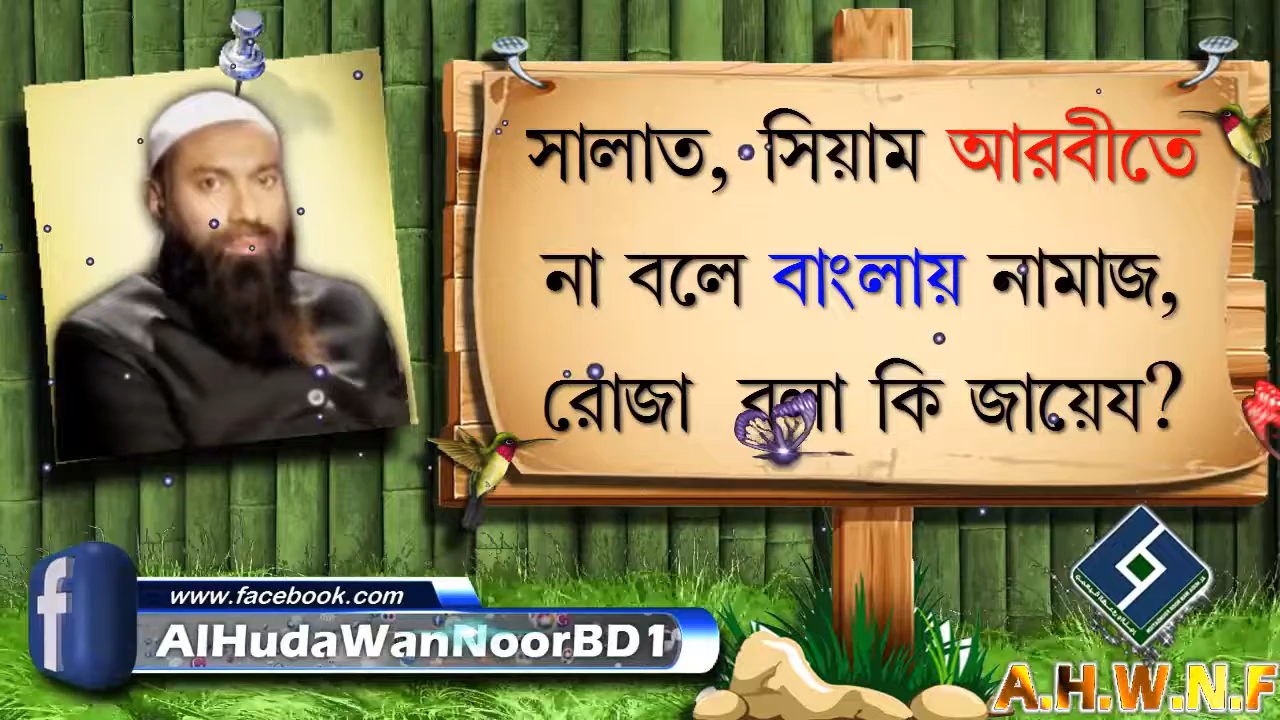 সালাত, সিয়াম আরবীতে
না বলে বাংলায় নামাজ,
রোজা বলা কি জায়েয?
f
www.facebook.com
AlHudaWanNoorBD1
A.H.W.N.F